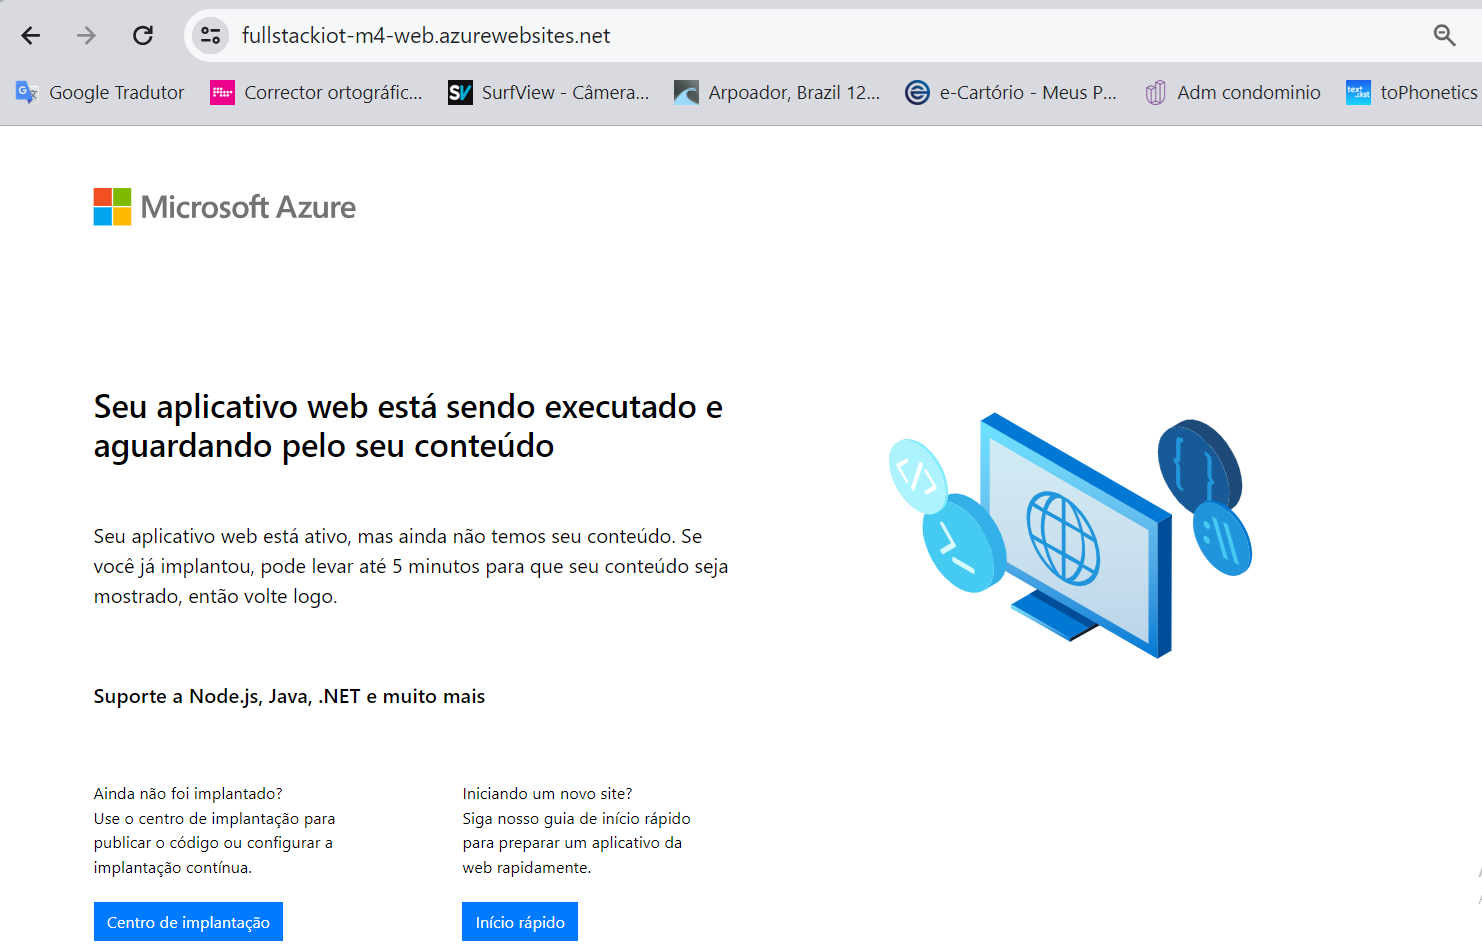 fullstackiot-m4-web.azurewebsites.net
Google Tradutor
Corrector ortográfic...
SV
SurfView - Câmera...
Arpoador, Brazil 12...
e-Cartório - Meus P...
Adm condominio
toPhonetics
Microsoft Azure
Seu aplicativo web está sendo executado e
aguardando pelo seu conteúdo
Seu aplicativo web está ativo, mas ainda não temos seu conteúdo. Se
você já implantou, pode levar até 5 minutos para que seu conteúdo seja
mostrado, então volte logo.
Suporte a Node.js, Java, .NET e muito mais
Ainda não foi implantado?
Use o centro de implantação para
publicar o código ou configurar a
implantação contínua.
Centro de implantação
Iniciando um novo site?
Siga nosso guia de início rápido
para preparar um aplicativo da
web rapidamente.
Início rápido